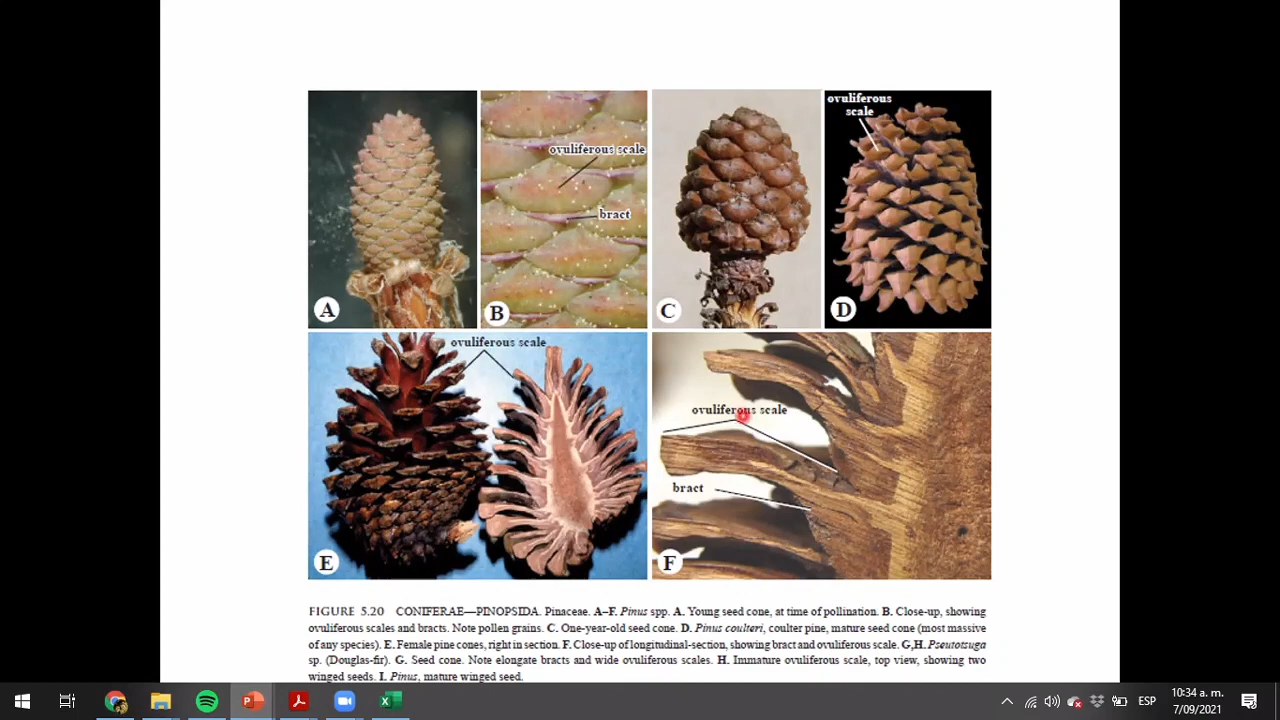 ovuliferous
scale
ovuliferous scale
bract
A
B
C
D
ovuliferous scale
ovuliferous scale
bract
E
F
FIGURE 5.20 CONIFERAE—PINOPSIDA. Pinaceae. A–F. Pinus spp. A. Young seed cone, at time of pollination. B. Close-up, showing
ovuliferous scales and bracts. Note pollen grains. C. One-year-old seed cone. D. Pinus coulteri, coulter pine, mature seed cone (most massive
of any species). E. Female pine cones, right in section. F. Close-up of longitudinal-section, showing bract and ovuliferous scale. G,H. Pseudotsuga
sp. (Douglas-fir). G. Seed cone. Note elongate bracts and wide ovuliferous scales. H. Immature ovuliferous scale, top view, showing two
winged seeds. I. Pinus, mature winged seed.
ESP
10:34 a. m.
7/09/2021